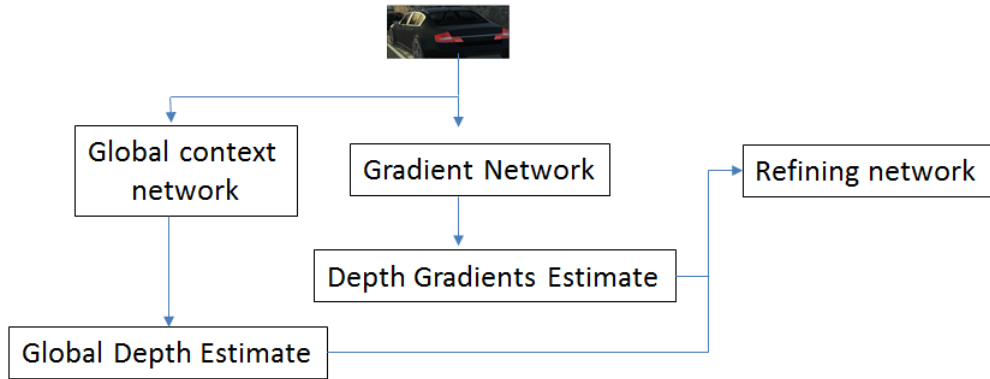 Global context
network
Gradient Network
Refining network
Depth Gradients Estimate
Global Depth Estimate